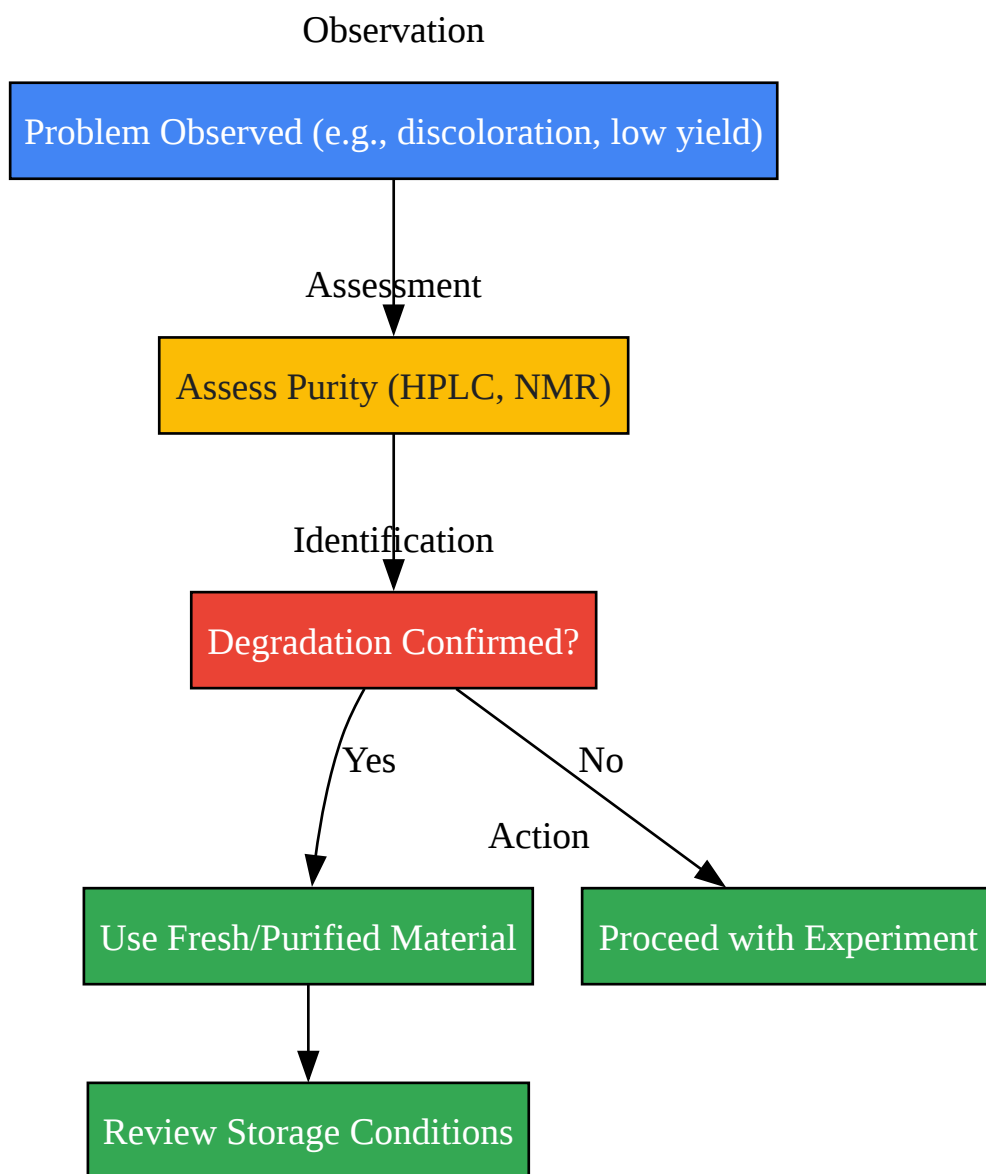 Observation
Problem Observed (e.g., discoloration, low yield)
Assessment
Assess Purity (HPLC, NMR)
Identification
Degradation Confirmed?
Yes
No
Action
Use Fresh/Purified Material
Proceed with Experiment
Review Storage Conditions